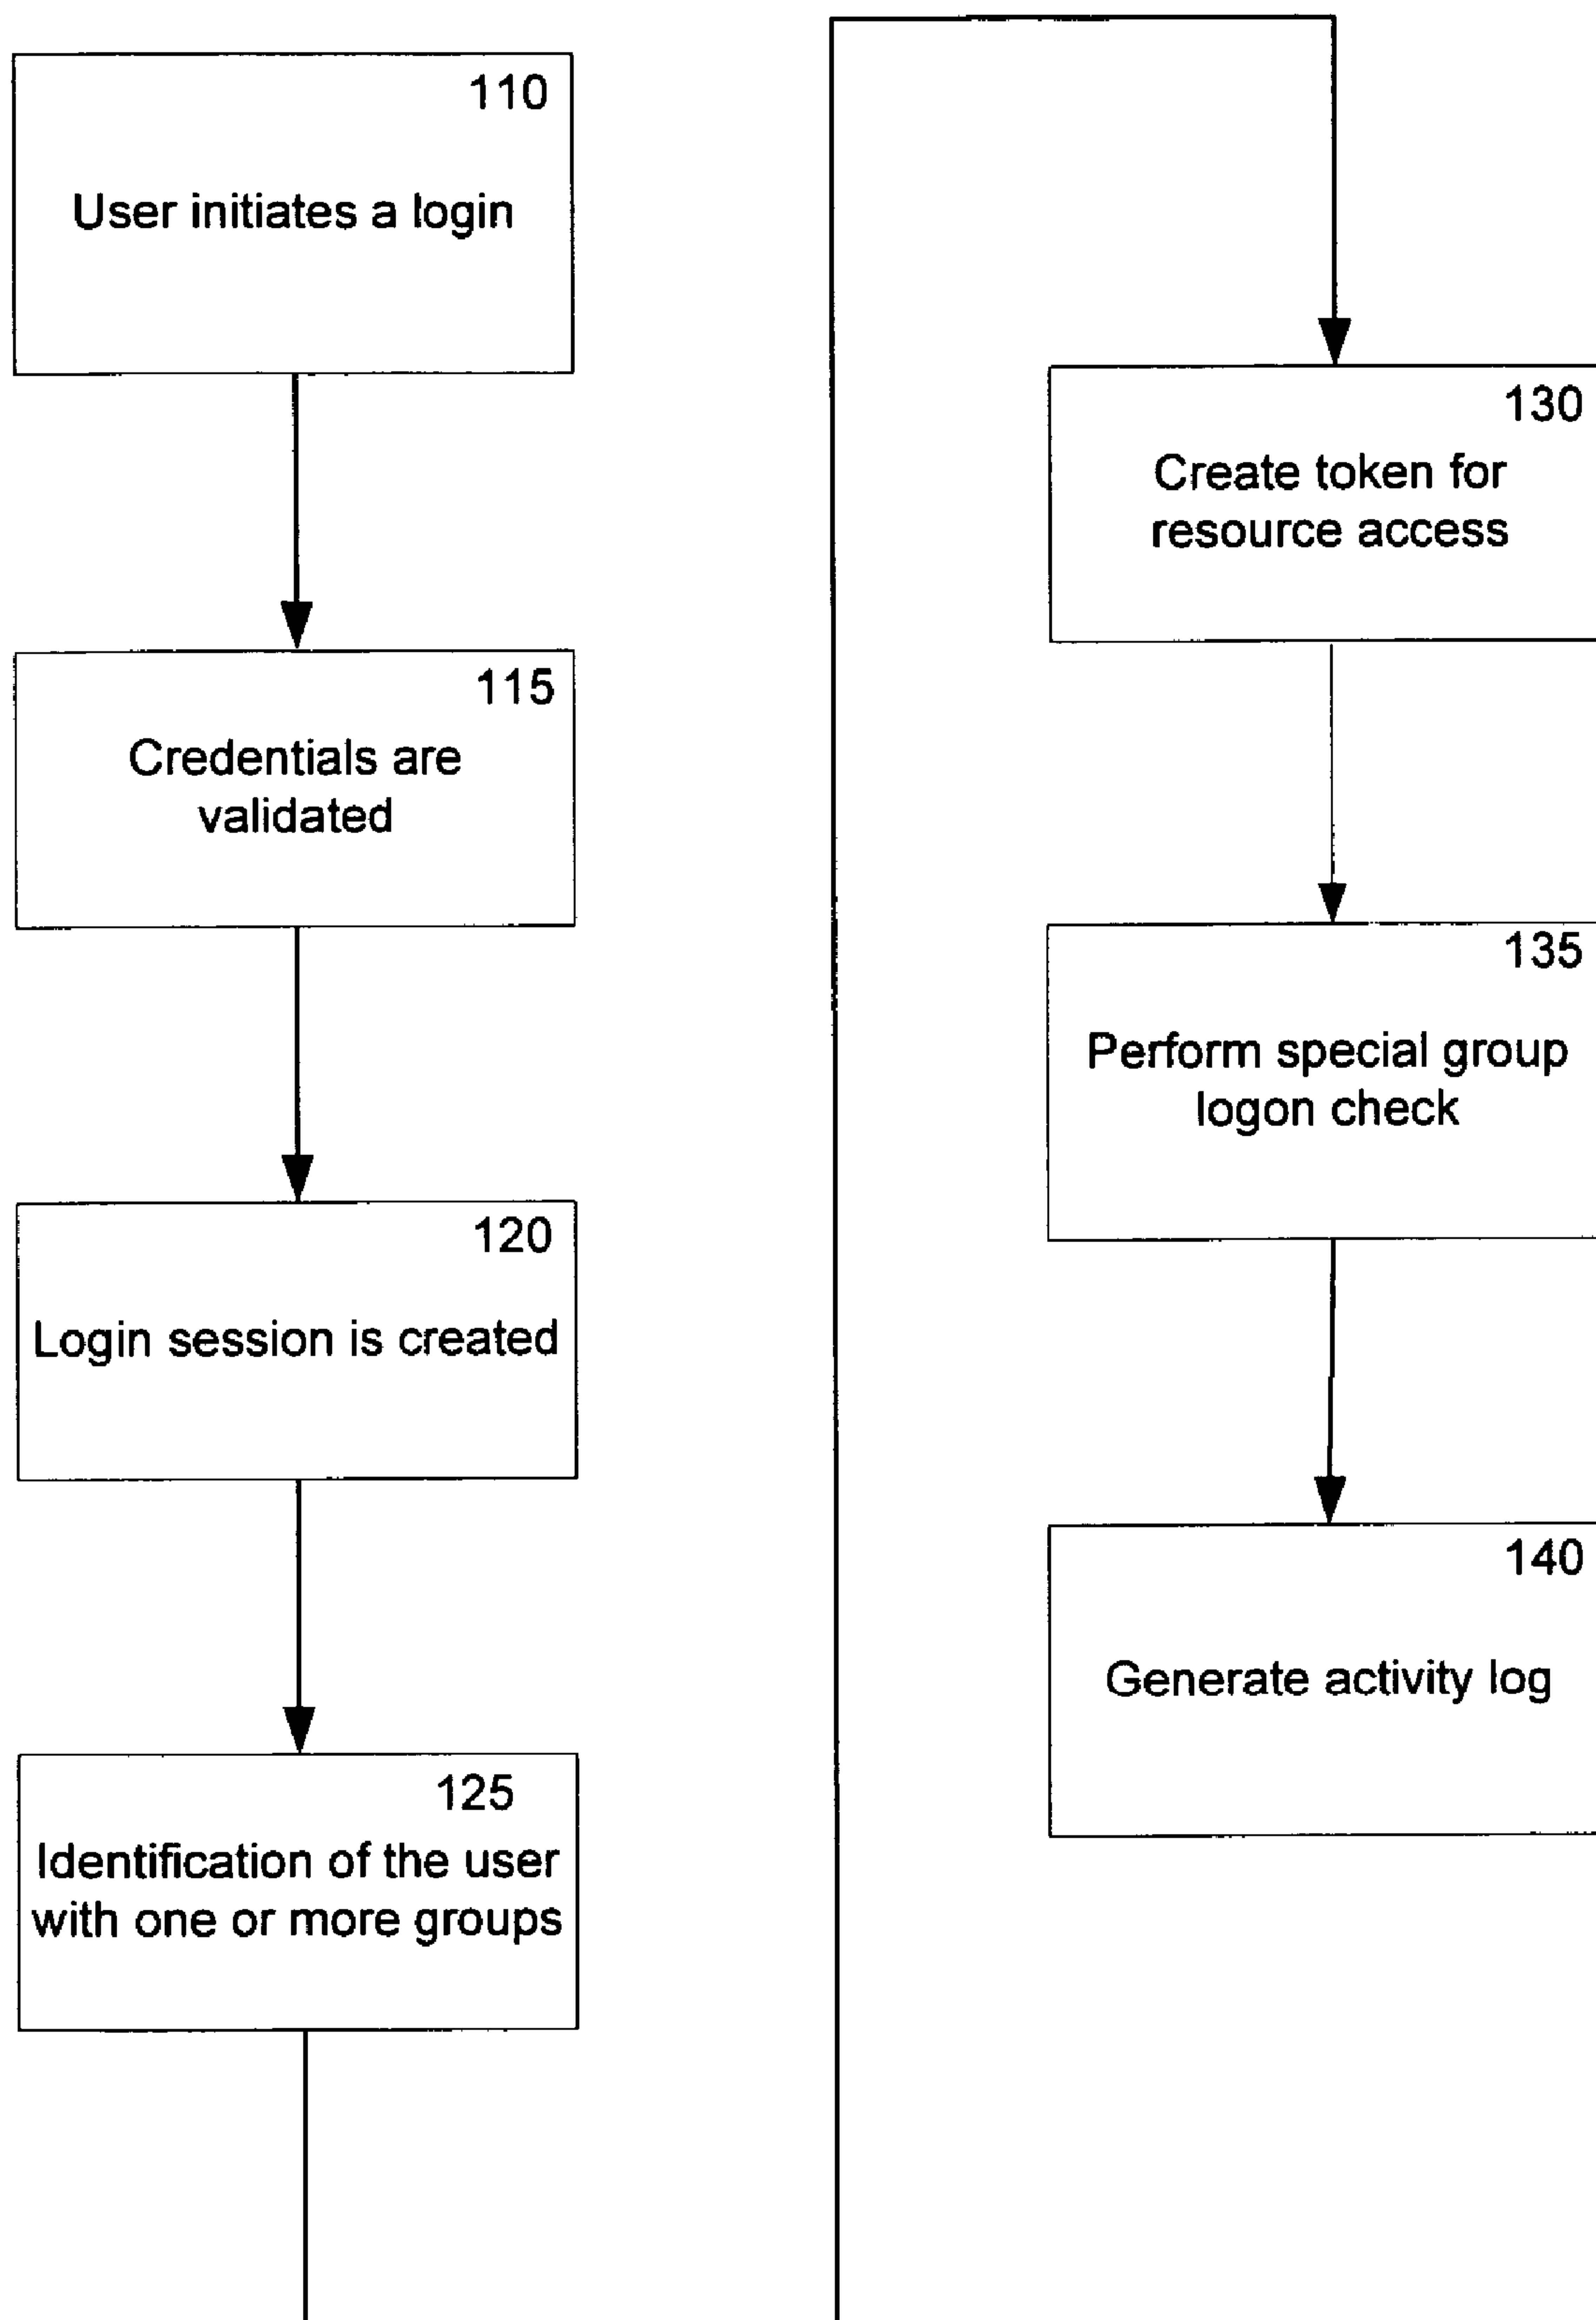 110
User initiates a login
115
Credentials are
validated
120
Login session is created
125
Identification of the user
with one or more groups
130
Create token for
resource access
135
Perform special group
logon check
140
Generate activity log